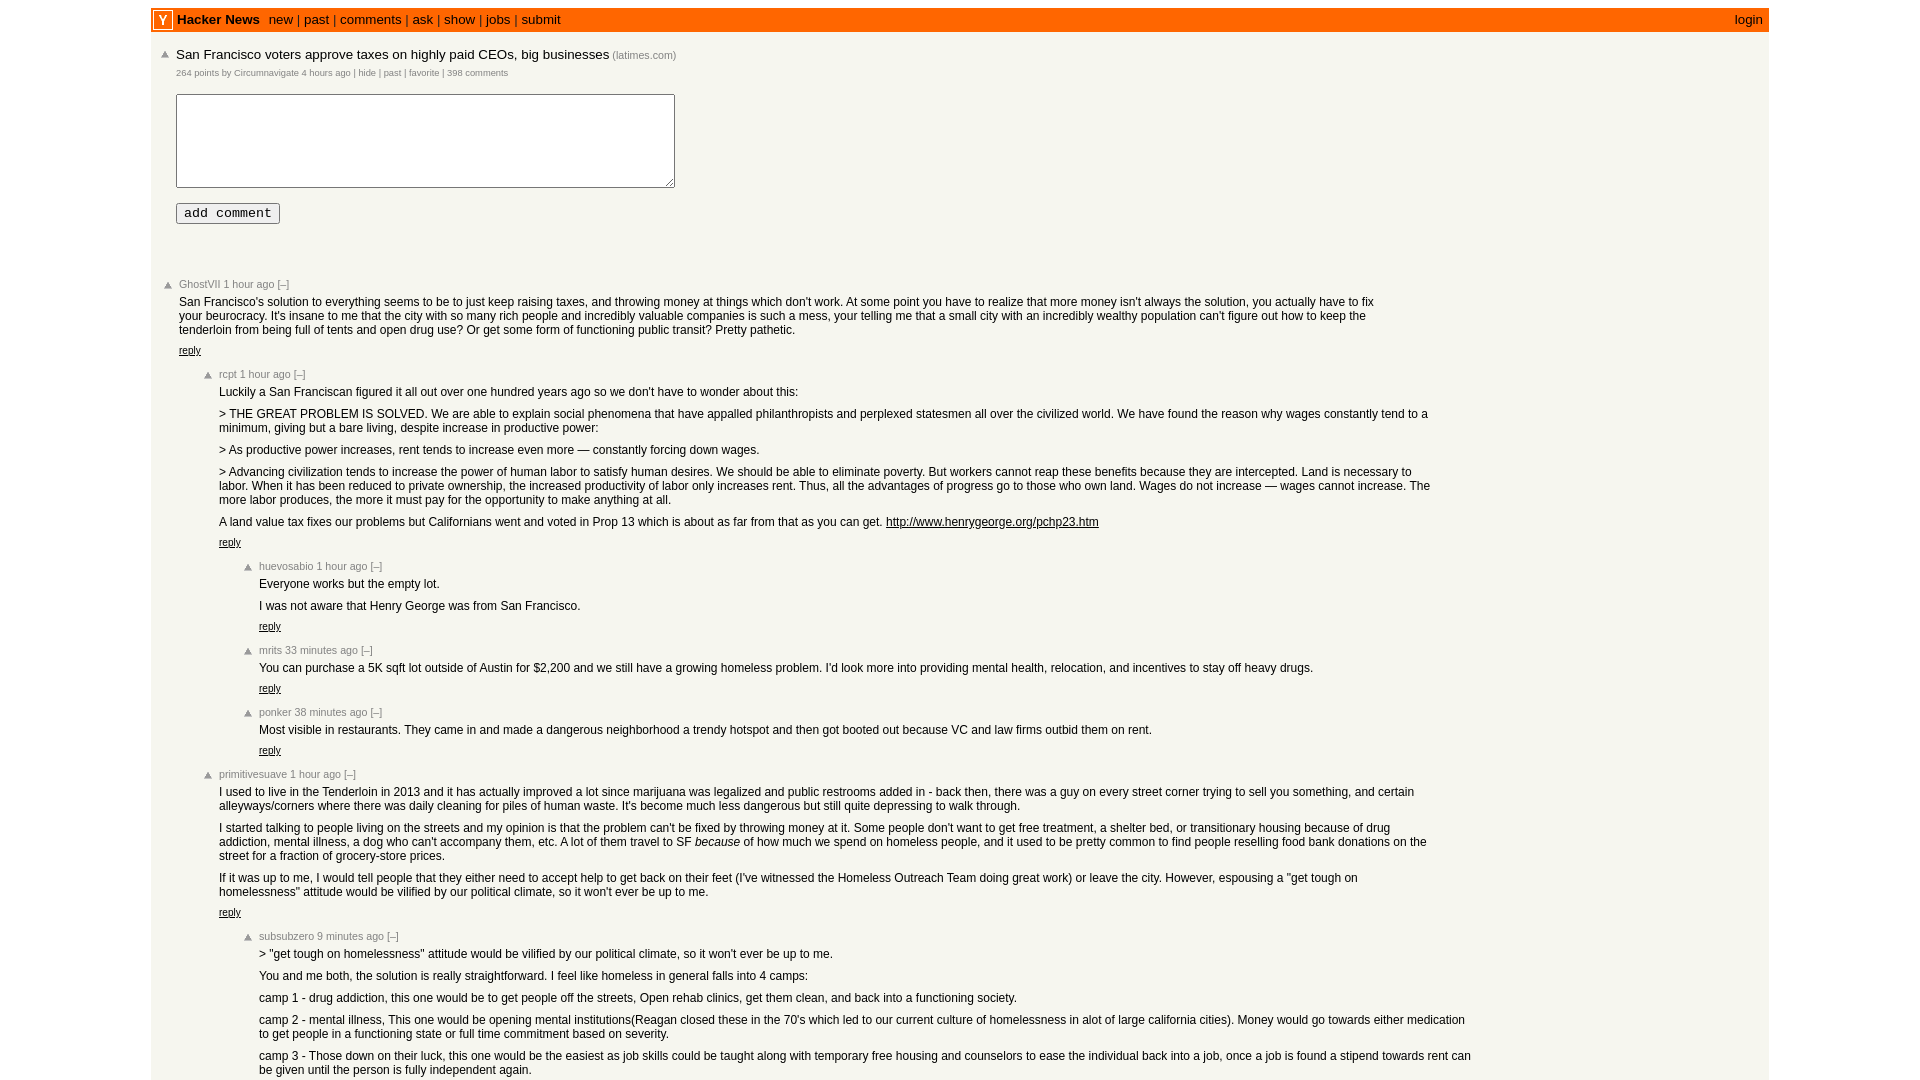 Y Hacker News new | past | comments | ask | show | jobs | submit login
San Francisco voters approve taxes on highly paid CEOs, big businesses (latimes.com)
264 points by Circumnavigate 4 hours ago | hide | past | favorite | 398 comments
add comment
GhostVII 1 hour ago [–]
San Francisco's solution to everything seems to be to just keep raising taxes, and throwing money at things which don't work. At some point you have to realize that more money isn't always the solution, you actually have to fix
your beurocracy. It's insane to me that the city with so many rich people and incredibly valuable companies is such a mess, your telling me that a small city with an incredibly wealthy population can't figure out how to keep the
tenderloin from being full of tents and open drug use? Or get some form of functioning public transit? Pretty pathetic.
reply
rcpt 1 hour ago [–]
Luckily a San Franciscan figured it all out over one hundred years ago so we don't have to wonder about this:
> THE GREAT PROBLEM IS SOLVED. We are able to explain social phenomena that have appalled philanthropists and perplexed statesmen all over the civilized world. We have found the reason why wages constantly tend to a
minimum, giving but a bare living, despite increase in productive power:
> As productive power increases, rent tends to increase even more — constantly forcing down wages.
> Advancing civilization tends to increase the power of human labor to satisfy human desires. We should be able to eliminate poverty. But workers cannot reap these benefits because they are intercepted. Land is necessary to
labor. When it has been reduced to private ownership, the increased productivity of labor only increases rent. Thus, all the advantages of progress go to those who own land. Wages do not increase — wages cannot increase. The
more labor produces, the more it must pay for the opportunity to make anything at all.
A land value tax fixes our problems but Californians went and voted in Prop 13 which is about as far from that as you can get. http://www.henrygeorge.org/pchp23.htm
reply
huevosabio 1 hour ago [–]
Everyone works but the empty lot.
I was not aware that Henry George was from San Francisco.
reply
mrits 33 minutes ago [–]
You can purchase a 5K sqft lot outside of Austin for $2,200 and we still have a growing homeless problem. I'd look more into providing mental health, relocation, and incentives to stay off heavy drugs.
reply
ponker 38 minutes ago [–]
Most visible in restaurants. They came in and made a dangerous neighborhood a trendy hotspot and then got booted out because VC and law firms outbid them on rent.
reply
primitivesuave 1 hour ago [–]
I used to live in the Tenderloin in 2013 and it has actually improved a lot since marijuana was legalized and public restrooms added in - back then, there was a guy on every street corner trying to sell you something, and certain
alleyways/corners where there was daily cleaning for piles of human waste. It's become much less dangerous but still quite depressing to walk through.
I started talking to people living on the streets and my opinion is that the problem can't be fixed by throwing money at it. Some people don't want to get free treatment, a shelter bed, or transitionary housing because of drug
addiction, mental illness, a dog who can't accompany them, etc. A lot of them travel to SF because of how much we spend on homeless people, and it used to be pretty common to find people reselling food bank donations on the
street for a fraction of grocery-store prices.
If it was up to me, I would tell people that they either need to accept help to get back on their feet (I've witnessed the Homeless Outreach Team doing great work) or leave the city. However, espousing a "get tough on
homelessness" attitude would be vilified by our political climate, so it won't ever be up to me.
reply
subsubzero 9 minutes ago [–]
> "get tough on homelessness" attitude would be vilified by our political climate, so it won't ever be up to me.
You and me both, the solution is really straightforward. I feel like homeless in general falls into 4 camps:
camp 1 - drug addiction, this one would be to get people off the streets, Open rehab clinics, get them clean, and back into a functioning society.
camp 2 - mental illness, This one would be opening mental institutions(Reagan closed these in the 70's which led to our current culture of homelessness in alot of large california cities). Money would go towards either medication
to get people in a functioning state or full time commitment based on severity.
camp 3 - Those down on their luck, this one would be the easiest as job skills could be taught along with temporary free housing and counselors to ease the individual back into a job, once a job is found a stipend towards rent can
be given until the person is fully independent again.